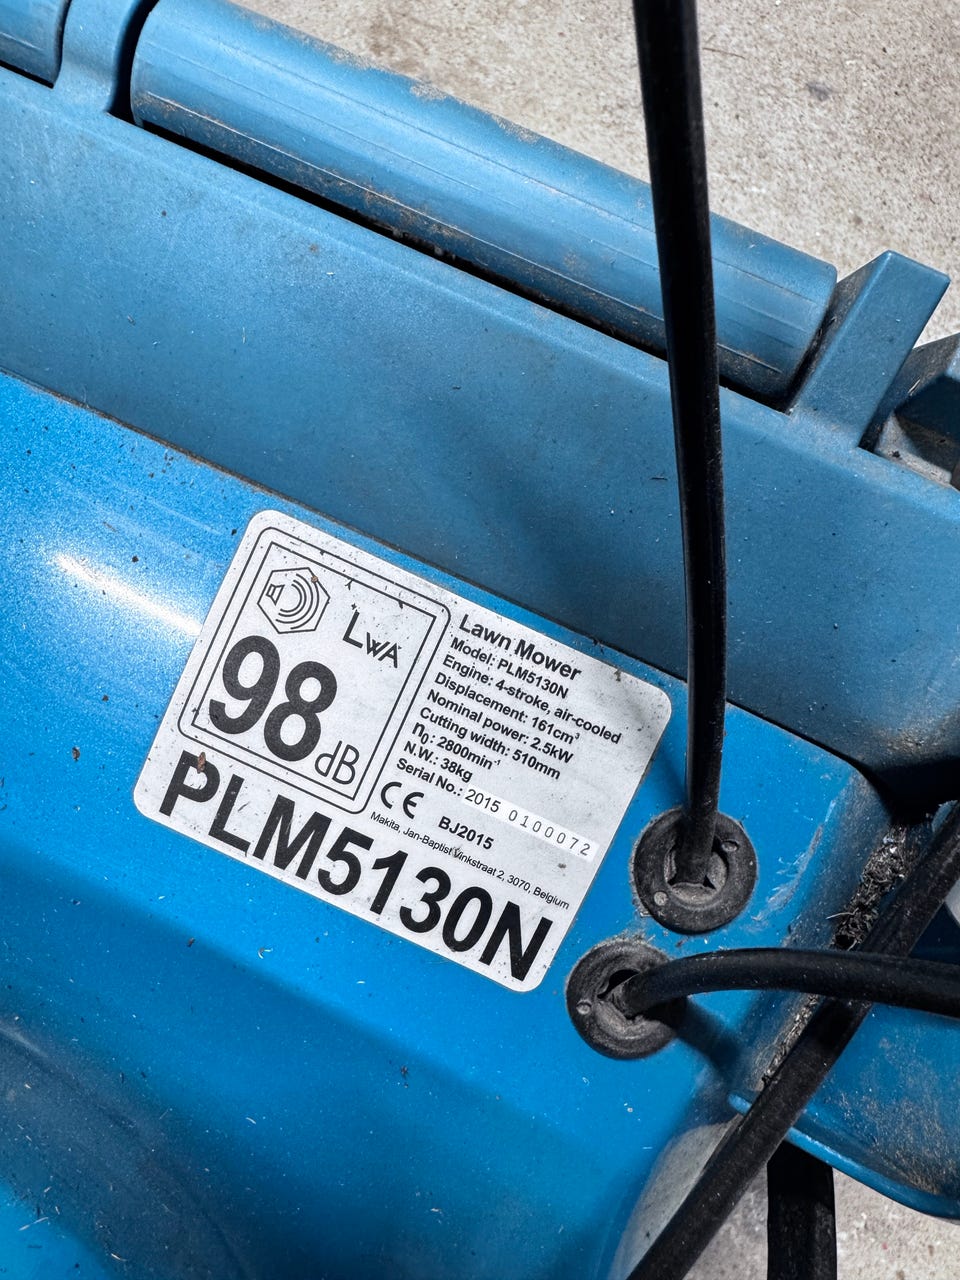 LWA
98 dB
Lawn Mower
Model: PLM5130N
Engine: 4-stroke, air-cooled
Displacement: 161cm³
Nominal power: 2.5kW
Cutting width: 510mm
n₀: 2800min⁻¹
N.W.: 38kg
Serial No.: 2015 0100072
CE BJ2015
Makita, Jan-Baptist Vinkstraat 2, 3070, Belgium
PLM5130N